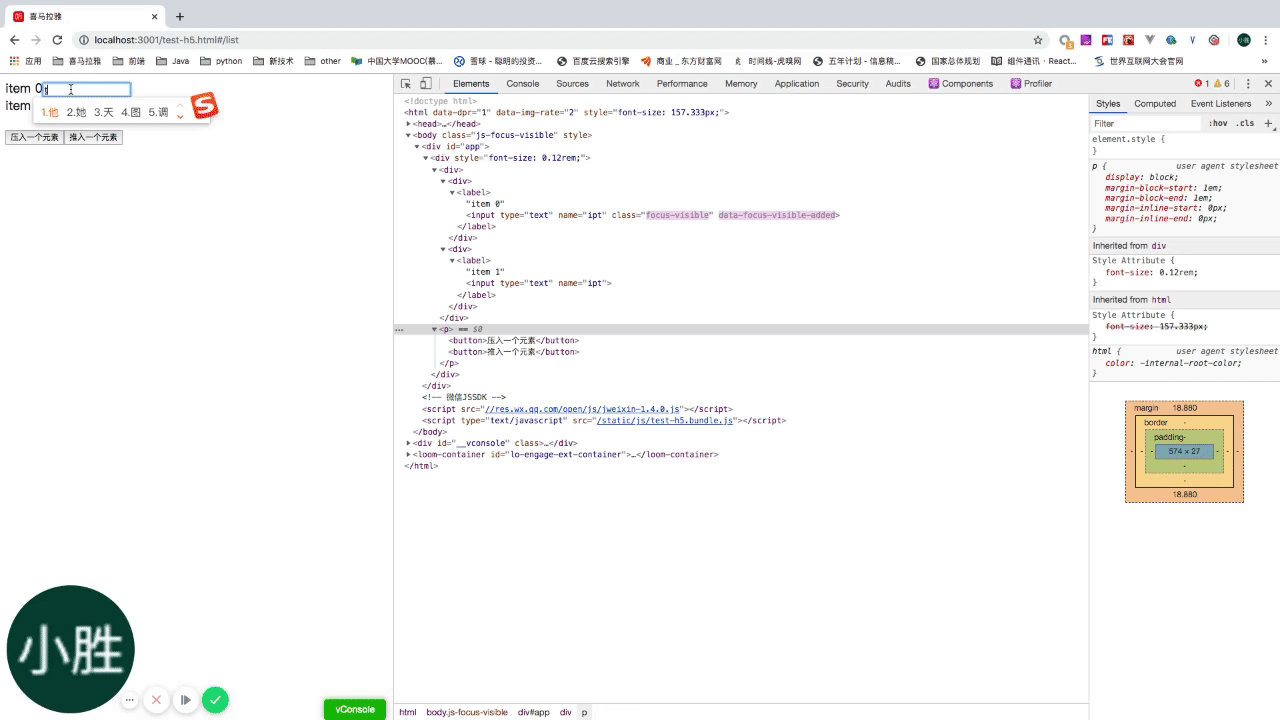 喜马拉雅
localhost:3001/test-h5.html#/list
小胜
应用 喜马拉雅 前端 Java python 新技术 other 中国大学MOOC(慕... 雪球 - 聪明的投资... 百度云搜索引擎 商业 _ 东方财富网 时间线-虎嗅网 五年计划 - 信息稿... 国家总体规划 组件通讯 · React... 世界互联网大会官网 »
item 0
item
1.他 2.她 3.天 4.图 5.调
压入一个元素 推入一个元素
小胜
vConsole
Elements Console Sources Network Performance Memory Application Security Audits Components Profiler 1 6
<!doctype html>
<html data-dpr="1" data-img-rate="2" style="font-size: 157.333px;">
<head>…</head>
<body class="js-focus-visible" style>
<div id="app">
<div style="font-size: 0.12rem;">
<div>
<div>
<label>
"item 0"
<input type="text" name="ipt" class="focus-visible" data-focus-visible-added>
</label>
</div>
<div>
<label>
"item 1"
<input type="text" name="ipt">
</label>
</div>
</div>
<p> == $0
<button>压入一个元素</button>
<button>推入一个元素</button>
</p>
</div>
</div>
<!-- 微信JSSDK -->
<script src="//res.wx.qq.com/open/js/jweixin-1.4.0.js"></script>
<script type="text/javascript" src="/static/js/test-h5.bundle.js"></script>
</body>
<div id="__vconsole" class>…</div>
<loom-container id="lo-engage-ext-container">…</loom-container>
</html>
html body.js-focus-visible div#app div p
Styles Computed Event Listeners »
Filter :hov .cls +
element.style {
}
p { user agent stylesheet
display: block;
margin-block-start: 1em;
margin-block-end: 1em;
margin-inline-start: 0px;
margin-inline-end: 0px;
}
Inherited from div
Style Attribute {
font-size: 0.12rem;
}
Inherited from html
Style Attribute {
font-size: 157.333px;
}
html { user agent stylesheet
color: -internal-root-color;
}
margin 18.880
border -
padding-
- - - 574 × 27 - - -
-
-
18.880